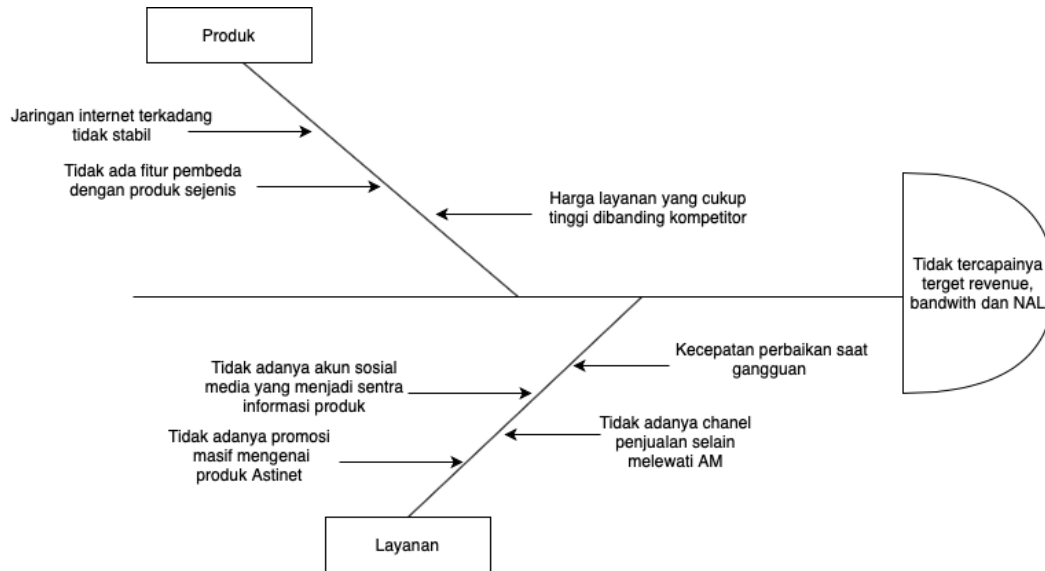 Produk
Jaringan internet terkadang
tidak stabil
Tidak ada fitur pembeda
dengan produk sejenis
Harga layanan yang cukup
tinggi dibanding kompetitor
Tidak tercapainya
terget revenue,
bandwith dan NAL
Tidak adanya akun sosial
media yang menjadi sentra
informasi produk
Kecepatan perbaikan saat
gangguan
Tidak adanya promosi
masif mengenai
produk Astinet
Tidak adanya chanel
penjualan selain
melewati AM
Layanan